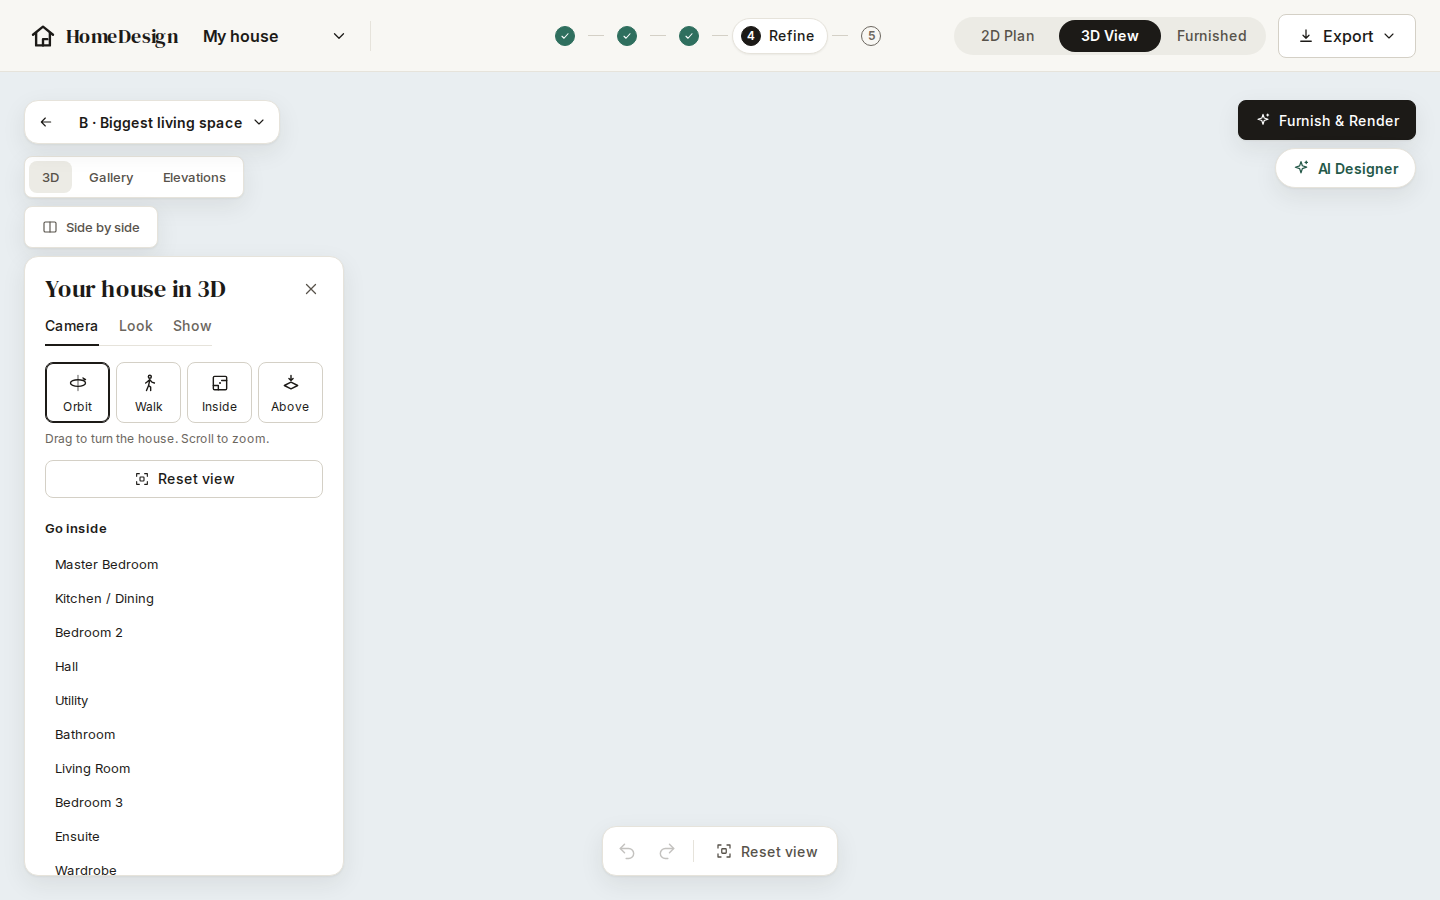 HomeDesign My house
4 Refine
5
2D Plan 3D View Furnished
Export
B · Biggest living space
Furnish & Render
AI Designer
3D Gallery Elevations
Side by side
Your house in 3D
Camera Look Show
Orbit Walk Inside Above
Drag to turn the house. Scroll to zoom.
Reset view
Go inside
Master Bedroom
Kitchen / Dining
Bedroom 2
Hall
Utility
Bathroom
Living Room
Bedroom 3
Ensuite
Wardrobe
Reset view